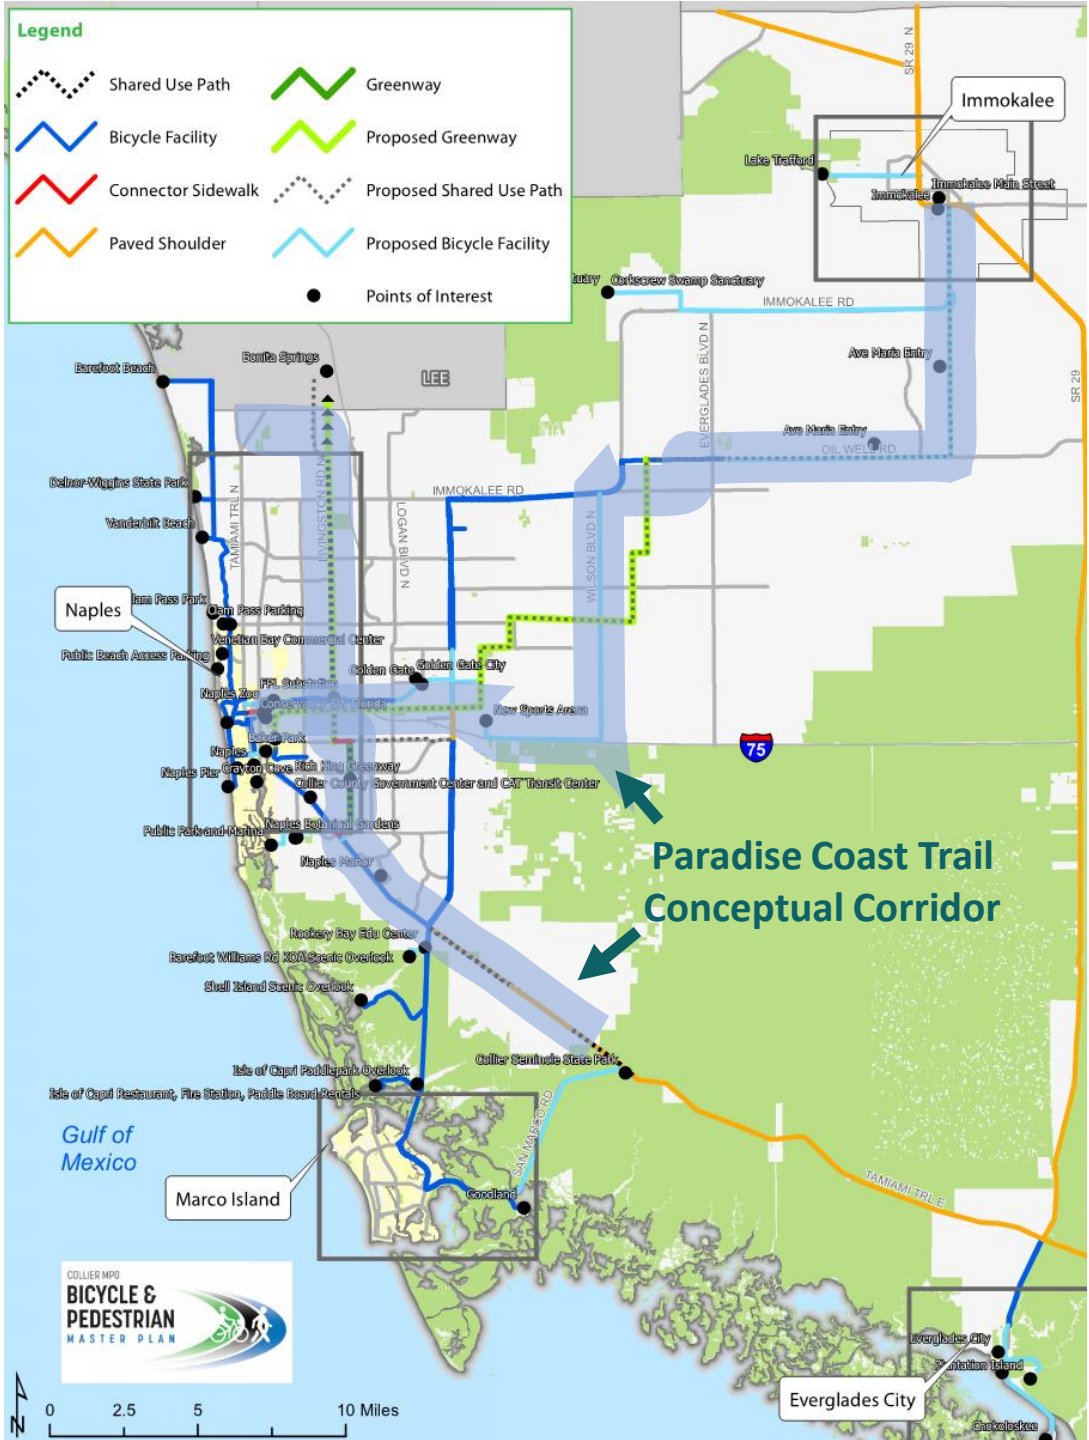 Legend
Shared Use Path
Greenway
Bicycle Facility
Proposed Greenway
Connector Sidewalk
Proposed Shared Use Path
Paved Shoulder
Proposed Bicycle Facility
Points of Interest
SR 29 N
Immokalee
Lake Trafford
Immokalee Main Street
Immokalee
tuary
Corkscrew Swamp Sanctuary
IMMOKALEE RD
EVERGLADES BLVD N
Ave Maria Entry
SR 29
Bonita Springs
Barefoot Beach
LEE
Ave Maria Entry
OIL WELL RD
Delnor-Wiggins State Park
TAMIAMI TRL N
LIVINGSTON RD N
LOGAN BLVD N
IMMOKALEE RD
WILSON BLVD N
Vanderbilt Beach
Naples
lam Pass Park
Clam Pass Parking
Venetian Bay Commercial Center
Public Beach Access Parking
Golden Gate
Golden Gate City
FPL Substation
Naples Zoo
Conservancy SW Florida
New Sports Arena
Baker Park
Naples
75
Rich King Greenway
Naples Pier
Crayton Cove
Collier County Government Center and CAT Transit Center
Public Park and Marina
Naples Botanical Gardens
Naples Manor
Paradise Coast Trail
Conceptual Corridor
Rookery Bay Edu Center
Barefoot Williams Rd KOA Scenic Overlook
Shell Island Scenic Overlook
Collier Seminole State Park
Isle of Capri Paddlepark Overlook
Isle of Capri Restaurant, Fire Station, Paddle Board Rentals
SAN MARCO RD
Gulf of
Mexico
Marco Island
Goodland
TAMIAMI TRL E
COLLIER MPO
BICYCLE &
PEDESTRIAN
MASTER PLAN
Everglades City
Plantation Island
Everglades City
Chokoloskee
N
0 2.5 5 10 Miles